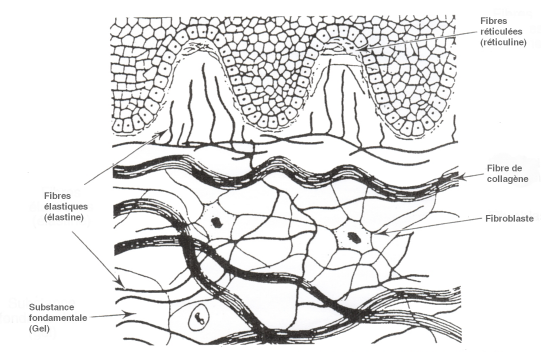 Fibres
réticulées
(réticuline)
Fibre de
collagène
Fibres
élastiques
(élastine)
Fibroblaste
Substance
fondamentale
(Gel)